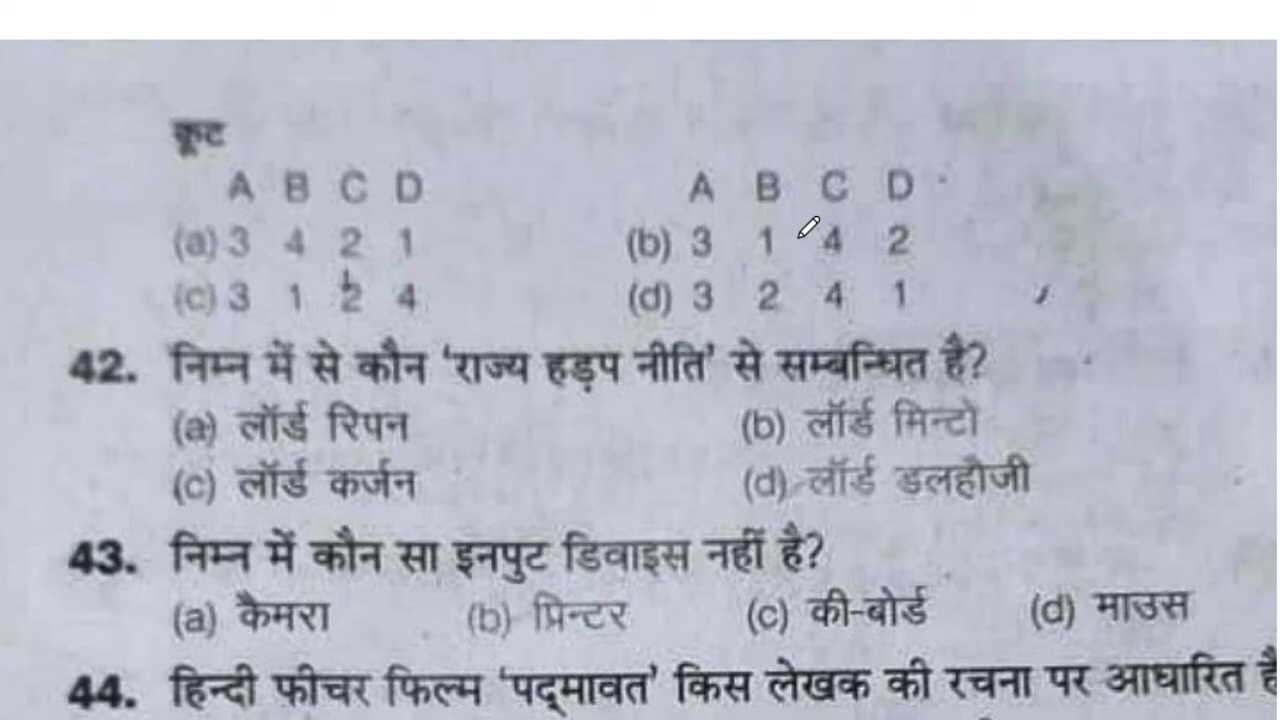 कूट
A B C D A B C D
(a) 3 4 2 1 (b) 3 1 4 2
(c) 3 1 2 4 (d) 3 2 4 1
42. निम्न में से कौन 'राज्य हड़प नीति' से सम्बन्धित है?
(a) लॉर्ड रिपन (b) लॉर्ड मिन्टो
(c) लॉर्ड कर्जन (d) लॉर्ड डलहौजी
43. निम्न में कौन सा इनपुट डिवाइस नहीं है?
(a) कैमरा (b) प्रिन्टर (c) की-बोर्ड (d) माउस
44. हिन्दी फीचर फिल्म 'पद्मावत' किस लेखक की रचना पर आधारित है